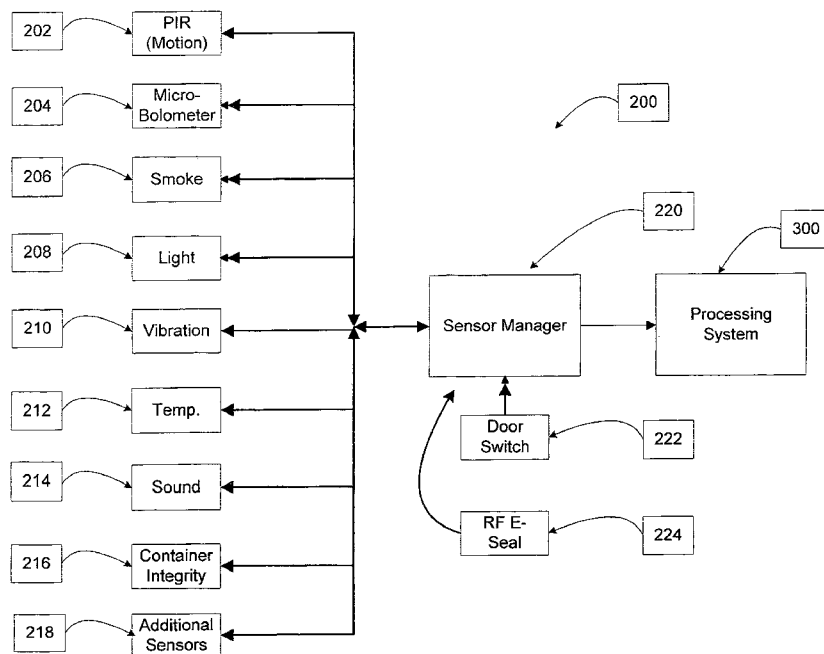 202
PIR
(Motion)
204
Micro-
Bolometer
200
206
Smoke
220
300
208
Light
Sensor Manager
Processing
System
210
Vibration
212
Temp.
Door
Switch
222
214
Sound
RF E-
Seal
224
216
Container
Integrity
218
Additional
Sensors